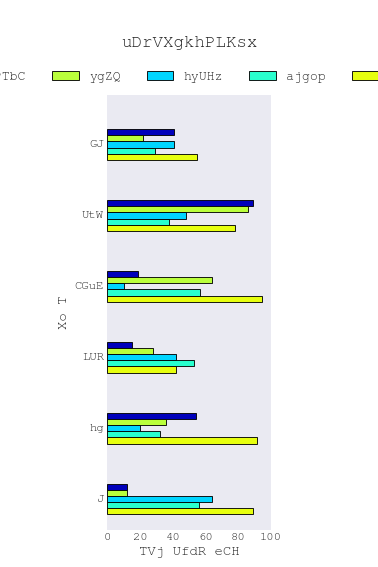 uDrVXgkhPLKsx
TbC ygZQ hyUHz ajgop
GJ
UtW
CGuE
LUR
hg
J
Xo T
0 20 40 60 80 100
TVj UfdR eCH